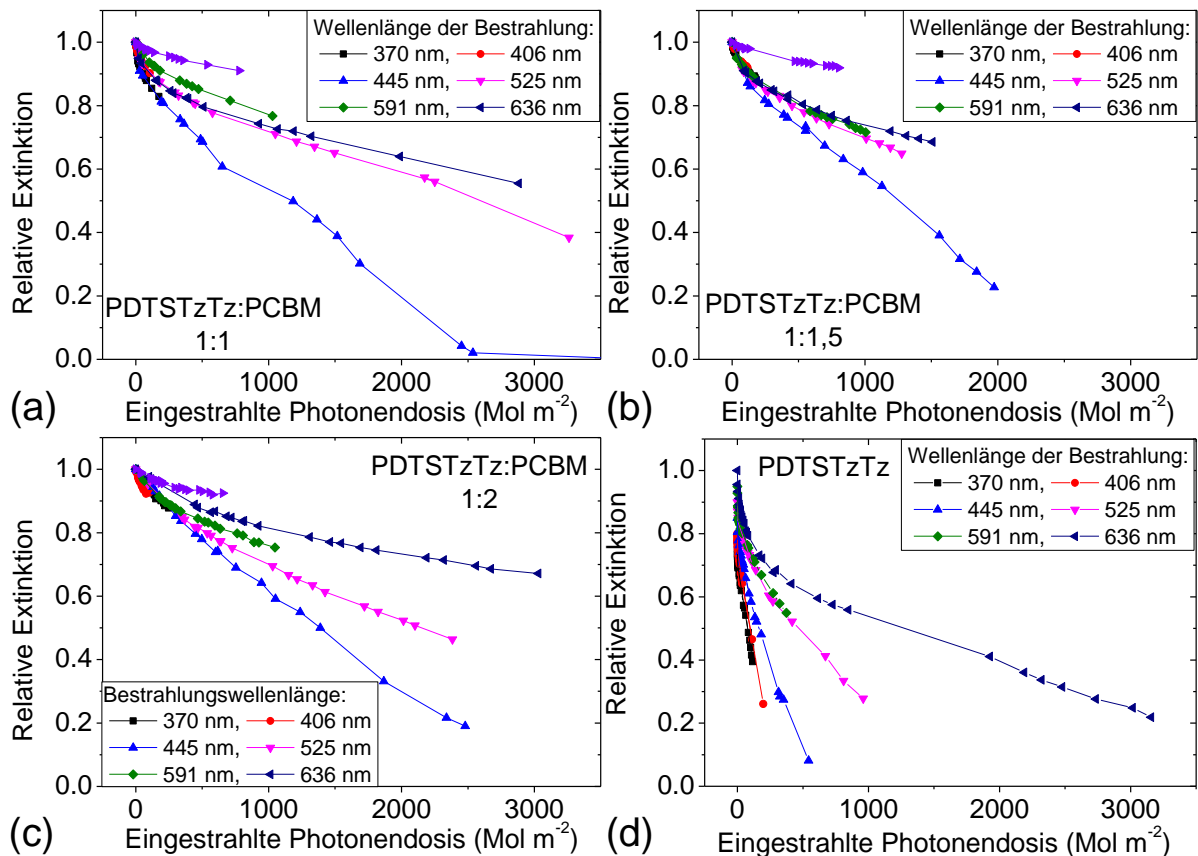 Wellenlänge der Bestrahlung:
370 nm, 406 nm
445 nm, 525 nm
591 nm, 636 nm
1.0
0.8
0.6
0.4
0.2
0.0
Relative Extinktion
PDTSTzTz:PCBM
1:1
0 1000 2000 3000
Eingestrahlte Photonendosis (Mol m-2)
(a)
Wellenlänge der Bestrahlung:
370 nm, 406 nm
445 nm, 525 nm
591 nm, 636 nm
1.0
0.8
0.6
0.4
0.2
0.0
Relative Extinktion
PDTSTzTz:PCBM
1:1,5
0 1000 2000 3000
Eingestrahlte Photonendosis (Mol m-2)
(b)
PDTSTzTz:PCBM
1:2
1.0
0.8
0.6
0.4
0.2
0.0
Relative Extinktion
Bestrahlungswellenlänge:
370 nm, 406 nm
445 nm, 525 nm
591 nm, 636 nm
0 1000 2000 3000
Eingestrahlte Photonendosis (Mol m-2)
(c)
PDTSTzTz
Wellenlänge der Bestrahlung:
370 nm, 406 nm
445 nm, 525 nm
591 nm, 636 nm
1.0
0.8
0.6
0.4
0.2
0.0
Relative Extinktion
0 1000 2000 3000
Eingestrahlte Photonendosis (Mol m-2)
(d)